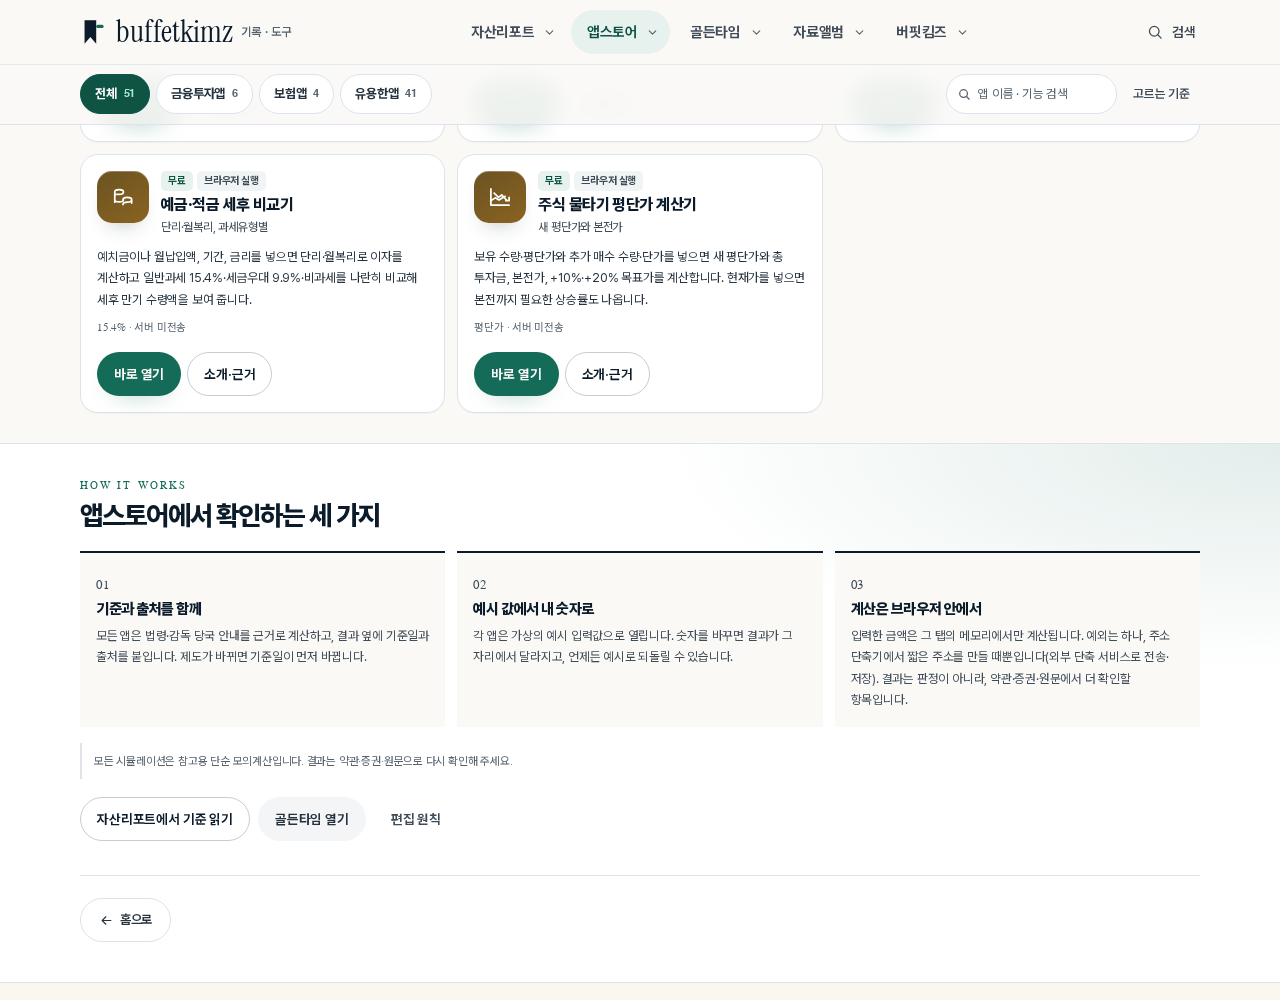 buffetkimz 기록 · 도구
자산리포트
앱스토어
골든타임
자료앨범
버핏킴즈
검색
전체 51
금융투자앱 6
보험앱 4
유용한앱 41
앱 이름 · 기능 검색
고르는 기준
무료 브라우저 실행
예금·적금 세후 비교기
단리·월복리, 과세유형별
예치금이나 월납입액, 기간, 금리를 넣으면 단리·월복리로 이자를
계산하고 일반과세 15.4%·세금우대 9.9%·비과세를 나란히 비교해
세후 만기 수령액을 보여 줍니다.
15.4% · 서버 미전송
바로 열기
소개·근거
무료 브라우저 실행
주식 물타기 평단가 계산기
새 평단가와 본전가
보유 수량·평단가와 추가 매수 수량·단가를 넣으면 새 평단가와 총
투자금, 본전가, +10%·+20% 목표가를 계산합니다. 현재가를 넣으면
본전까지 필요한 상승률도 나옵니다.
평단가 · 서버 미전송
바로 열기
소개·근거
HOW IT WORKS
앱스토어에서 확인하는 세 가지
01
기준과 출처를 함께
모든 앱은 법령·감독 당국 안내를 근거로 계산하고, 결과 옆에 기준일과
출처를 붙입니다. 제도가 바뀌면 기준일이 먼저 바뀝니다.
02
예시 값에서 내 숫자로
각 앱은 가상의 예시 입력값으로 열립니다. 숫자를 바꾸면 결과가 그
자리에서 달라지고, 언제든 예시로 되돌릴 수 있습니다.
03
계산은 브라우저 안에서
입력한 금액은 그 탭의 메모리에서만 계산됩니다. 예외는 하나, 주소
단축기에서 짧은 주소를 만들 때뿐입니다(외부 단축 서비스로 전송·
저장). 결과는 판정이 아니라, 약관·증권·원문에서 더 확인할
항목입니다.
모든 시뮬레이션은 참고용 단순 모의계산입니다. 결과는 약관·증권·원문으로 다시 확인해 주세요.
자산리포트에서 기준 읽기
골든타임 열기
편집 원칙
← 홈으로